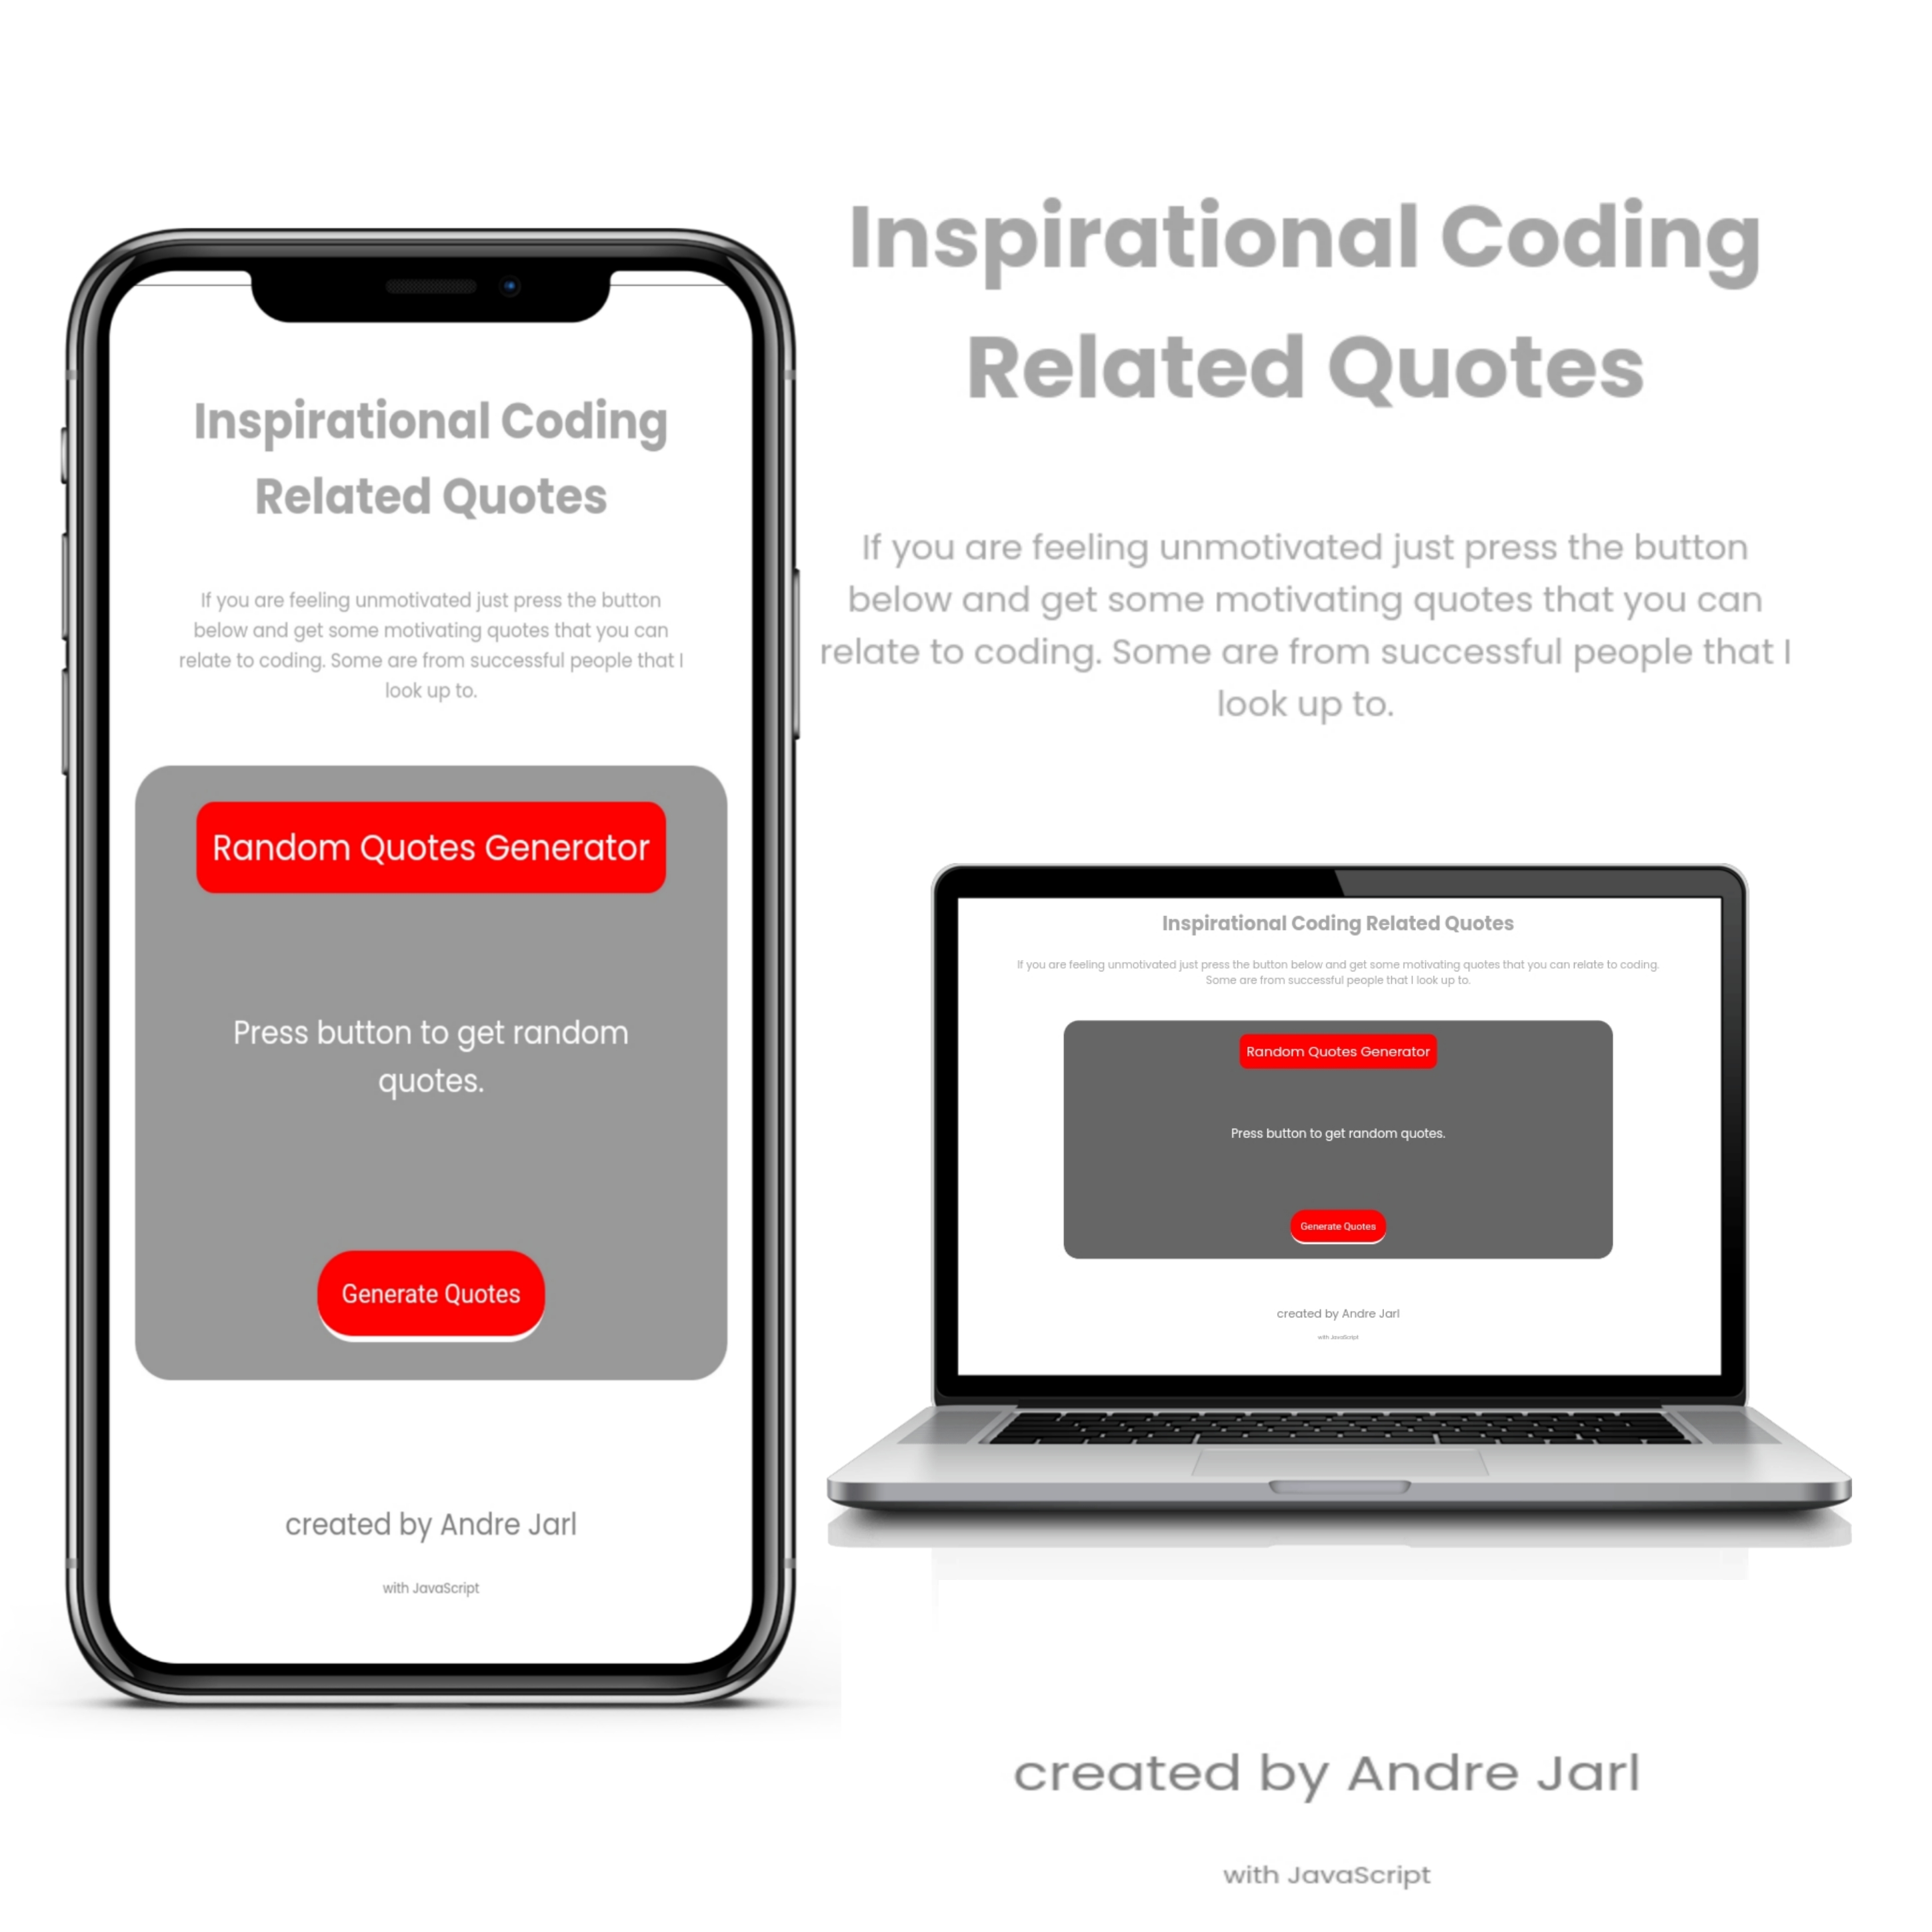 Inspirational Coding
Related Quotes
If you are feeling unmotivated just press the button
below and get some motivating quotes that you can
relate to coding. Some are from successful people that I
look up to.
Random Quotes Generator
Press button to get random
quotes.
Generate Quotes
created by Andre Jarl
with JavaScript
Inspirational Coding
Related Quotes
If you are feeling unmotivated just press the button
below and get some motivating quotes that you can
relate to coding. Some are from successful people that I
look up to.
Inspirational Coding Related Quotes
If you are feeling unmotivated just press the button below and get some motivating quotes that you can relate to coding.
Some are from successful people that I look up to.
Random Quotes Generator
Press button to get random quotes.
Generate Quotes
created by Andre Jarl
with JavaScript
created by Andre Jarl
with JavaScript